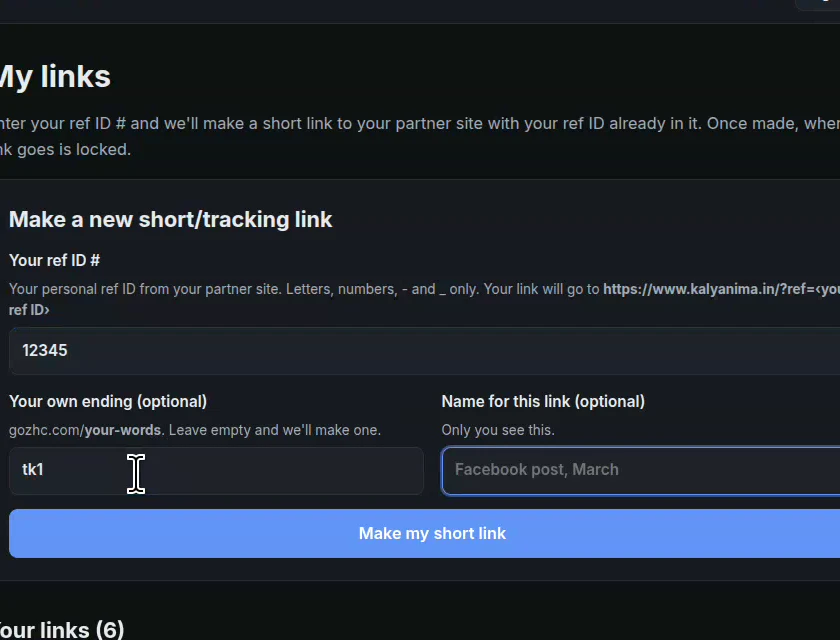 My links
nter your ref ID # and we'll make a short link to your partner site with your ref ID already in it. Once made, wher
nk goes is locked.
Make a new short/tracking link
Your ref ID #
Your personal ref ID from your partner site. Letters, numbers, - and _ only. Your link will go to https://www.kalyanima.in/?ref=‹you
ref ID›
12345
Your own ending (optional)
Name for this link (optional)
gozhc.com/your-words. Leave empty and we'll make one.
Only you see this.
tk1
Facebook post, March
Make my short link
Your links (6)